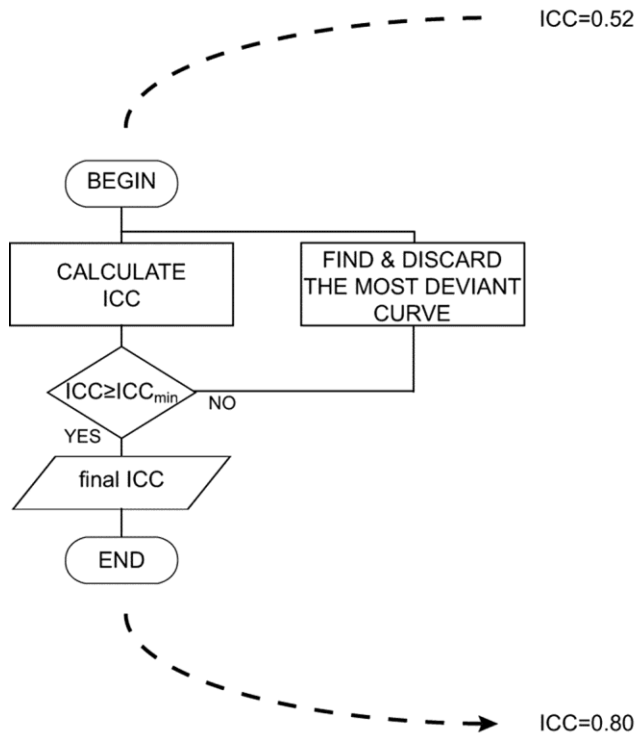 ICC=0.52
BEGIN
CALCULATE
ICC
FIND & DISCARD
THE MOST DEVIANT
CURVE
ICC≥ICCmin
NO
YES
final ICC
END
ICC=0.80